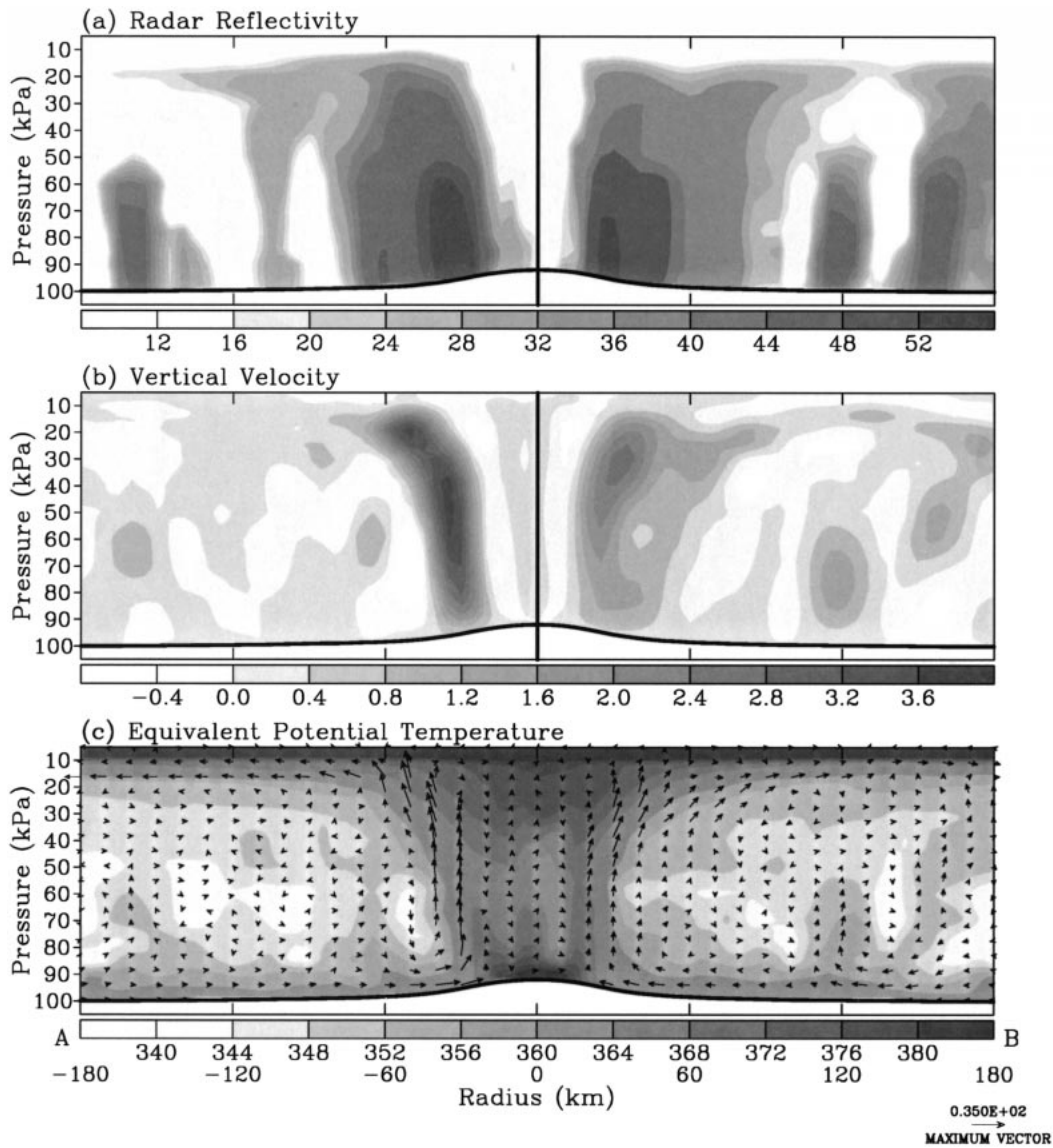 (a) Radar Reflectivity
Pressure (kPa)
10
20
30
40
50
60
70
80
90
100
12 16 20 24 28 32 36 40 44 48 52
(b) Vertical Velocity
Pressure (kPa)
10
20
30
40
50
60
70
80
90
100
-0.4 0.0 0.4 0.8 1.2 1.6 2.0 2.4 2.8 3.2 3.6
(c) Equivalent Potential Temperature
Pressure (kPa)
10
20
30
40
50
60
70
80
90
100
A B
340 344 348 352 356 360 364 368 372 376 380
-180 -120 -60 0 60 120 180
Radius (km)
0.350E+02
MAXIMUM VECTOR